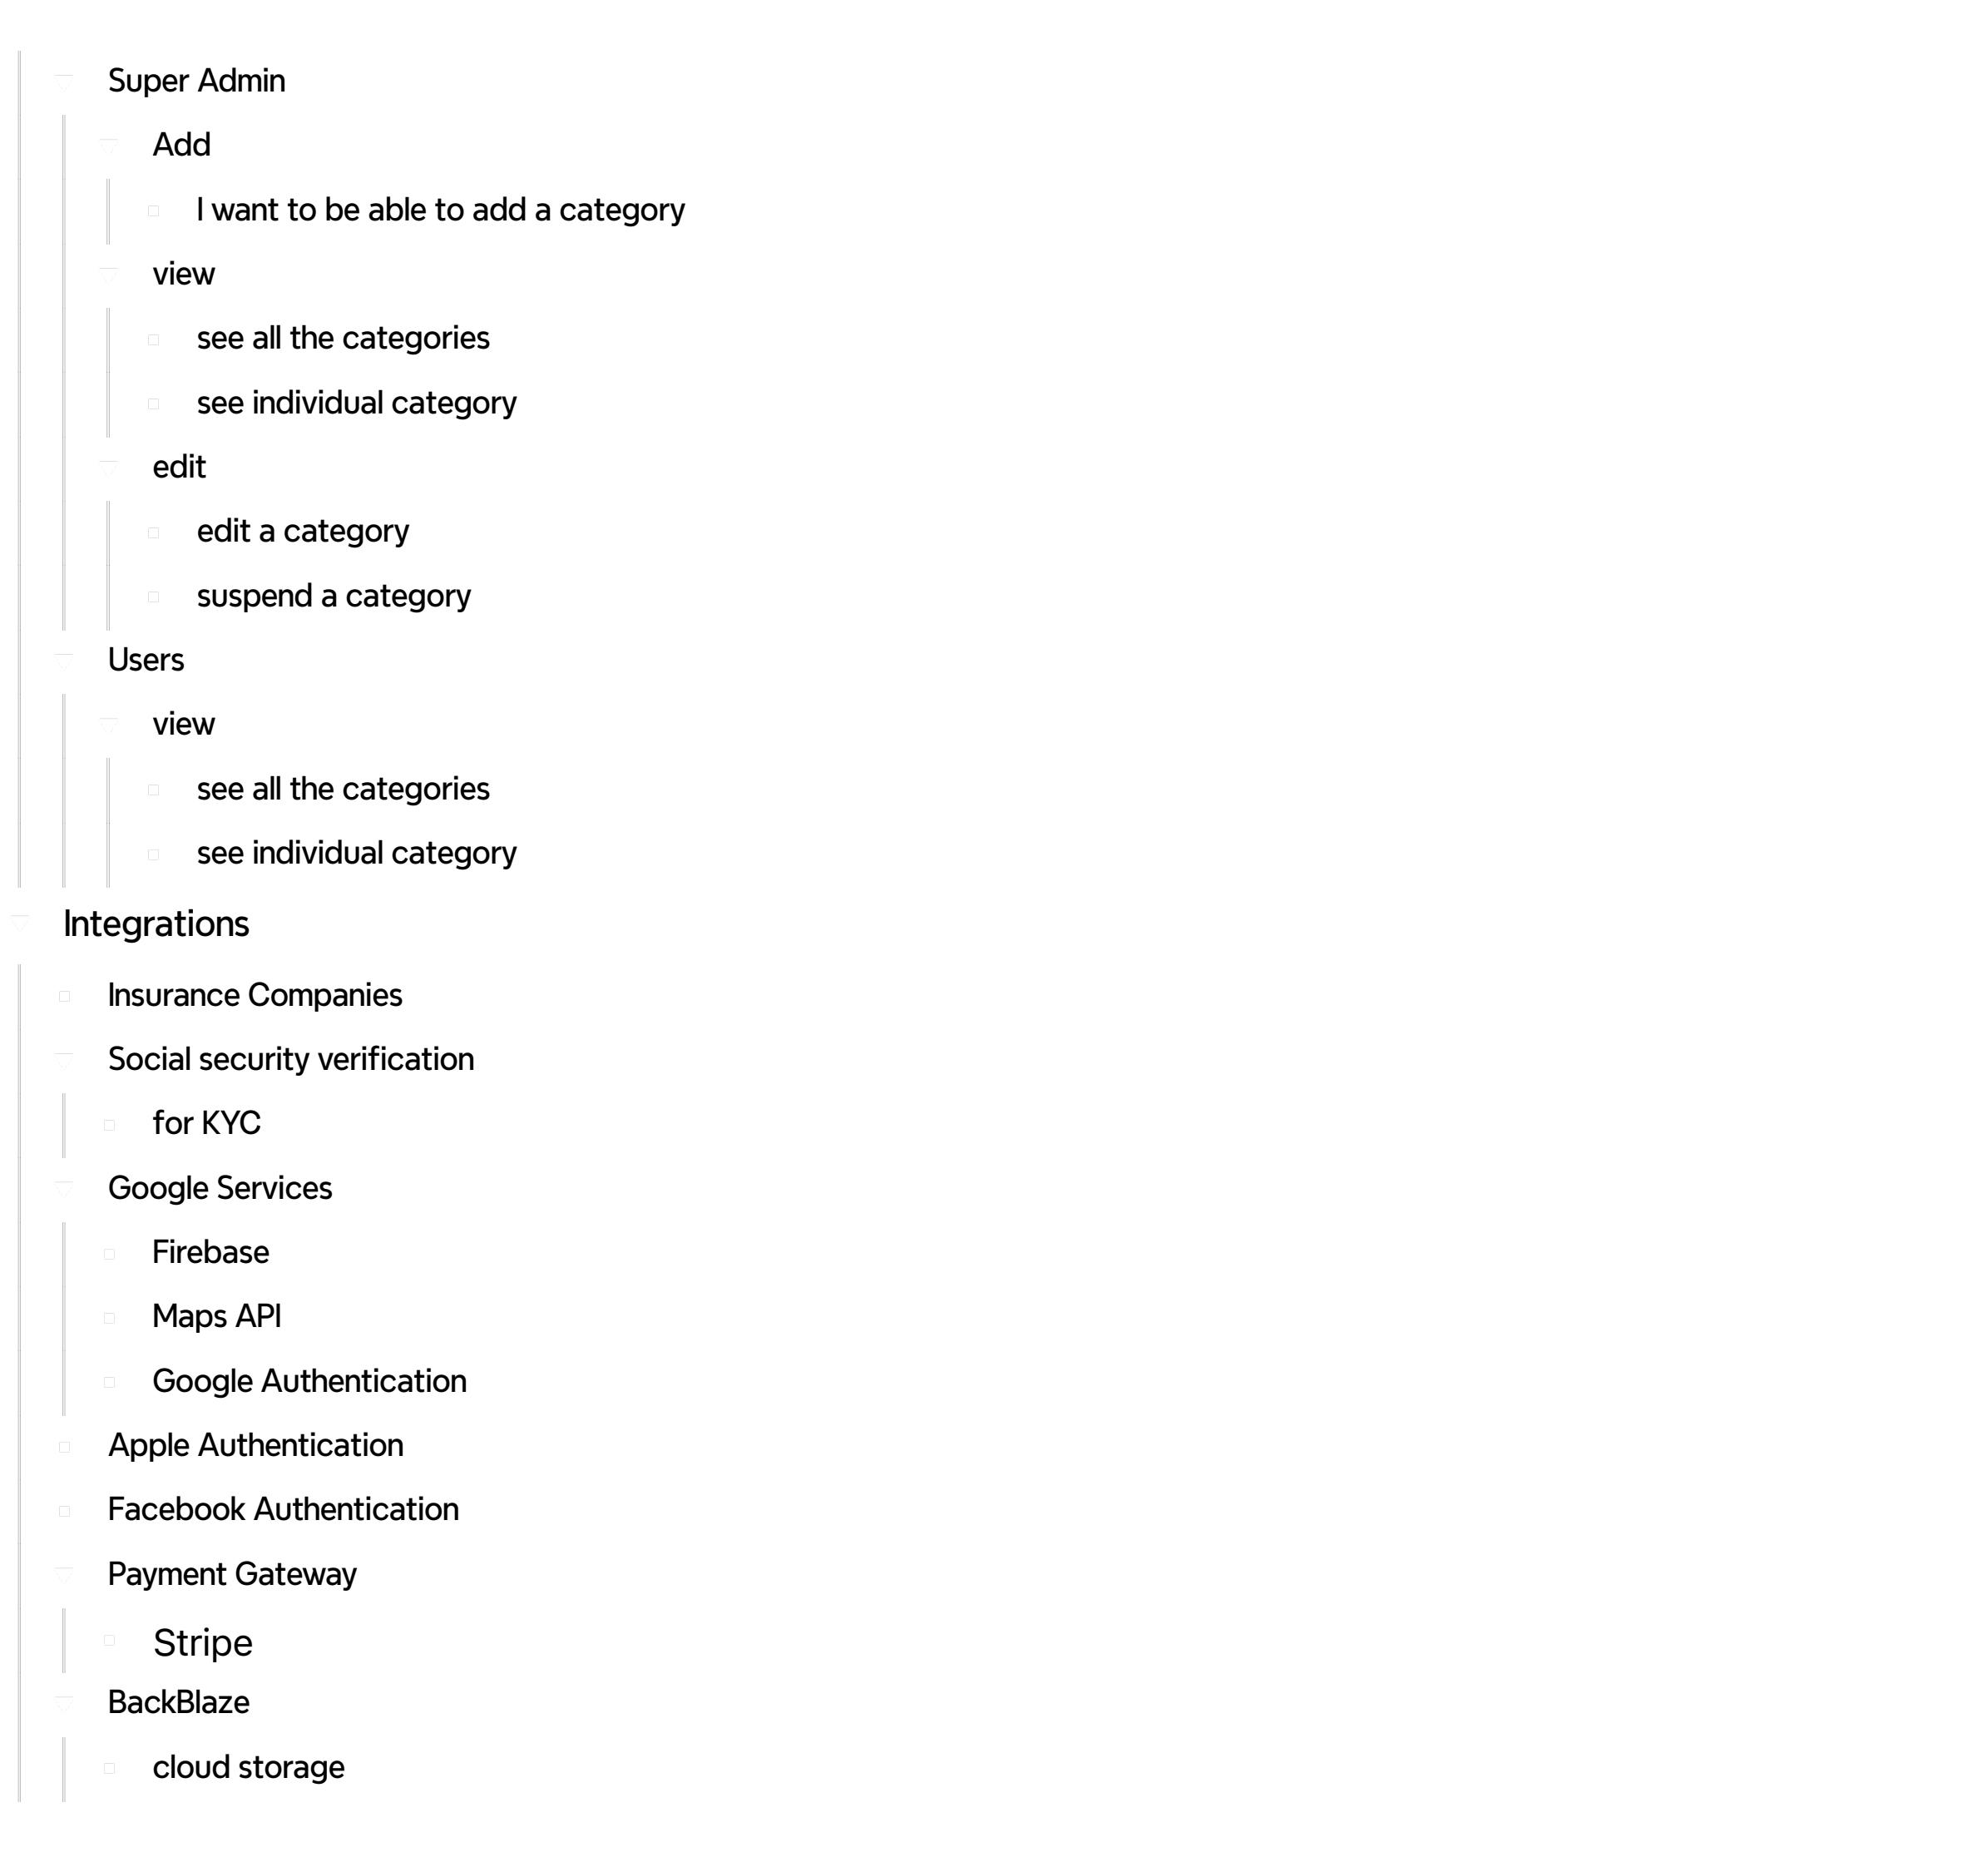 Super Admin
Add
I want to be able to add a category
view
see all the categories
see individual category
edit
edit a category
suspend a category
Users
view
see all the categories
see individual category
Integrations
Insurance Companies
Social security verification
for KYC
Google Services
Firebase
Maps API
Google Authentication
Apple Authentication
Facebook Authentication
Payment Gateway
Stripe
BackBlaze
cloud storage